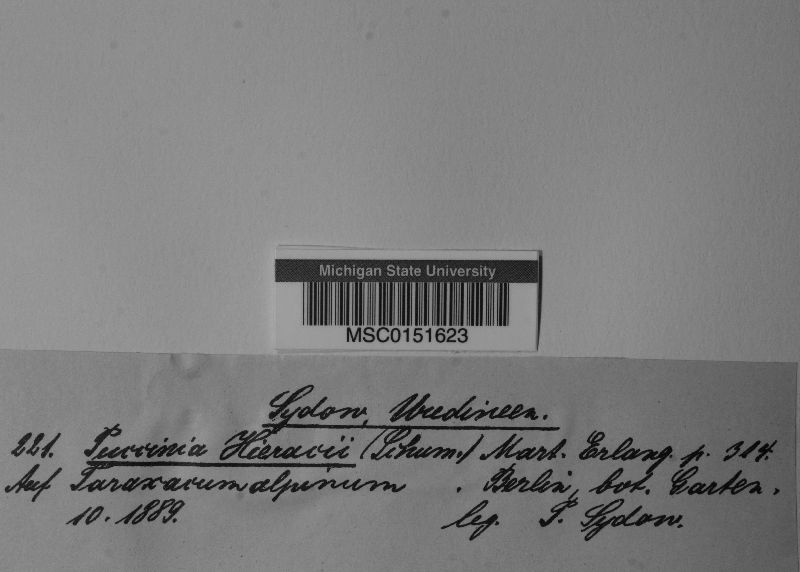 Michigan State University
MSC0151623
Sydow, Uredineen.
221. Puccinia Hieracii (Schum.) Mart. Erlang. p. 314.
Auf Taraxacum alpinum . Berlin, bot. Garten.
10. 1889. leg. P. Sydow.